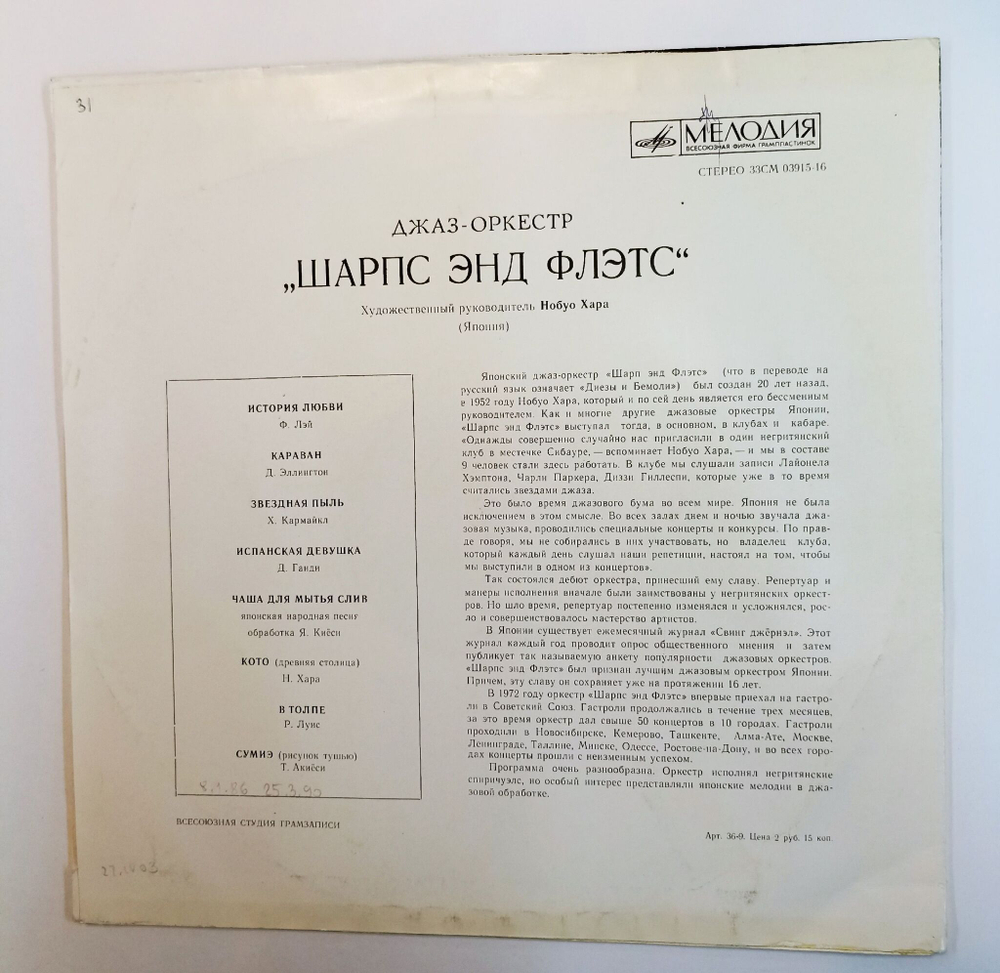 31
МЕЛОДИЯ
ВСЕСОЮЗНАЯ ФИРМА ГРАМПЛАСТИНОК
СТЕРЕО 33СМ 03915-16
ДЖАЗ-ОРКЕСТР
„ШАРПС ЭНД ФЛЭТС“
Художественный руководитель Нобуо Хара
(Япония)
ИСТОРИЯ ЛЮБВИ
Ф. Лэй
КАРАВАН
Д. Эллингтон
ЗВЕЗДНАЯ ПЫЛЬ
Х. Кармайкл
ИСПАНСКАЯ ДЕВУШКА
Д. Ганди
ЧАША ДЛЯ МЫТЬЯ СЛИВ
японская народная песня
обработка Я. Киёси
КОТО (древняя столица)
Н. Хара
В ТОЛПЕ
Р. Луис
СУМИЭ (рисунок тушью)
Т. Акиёси
8.1.86 25.3.90
ВСЕСОЮЗНАЯ СТУДИЯ ГРАМЗАПИСИ
Японский джаз-оркестр «Шарп энд Флэтс» (что в переводе на
русский язык означает «Диезы и Бемоли») был создан 20 лет назад,
в 1952 году Нобуо Хара, который и по сей день является его бессменным
руководителем. Как и многие другие джазовые оркестры Японии,
«Шарпс энд Флэтс» выступал тогда, в основном, в клубах и кабаре.
«Однажды совершенно случайно нас пригласили в один негритянский
клуб в местечке Сибауре, — вспоминает Нобуо Хара, — и мы в составе
9 человек стали здесь работать. В клубе мы слушали записи Лайонела
Хэмптона, Чарли Паркера, Диззи Гиллеспи, которые уже в то время
считались звездами джаза.
Это было время джазового бума во всем мире. Япония не была
исключением в этом смысле. Во всех залах днем и ночью звучала джа-
зовая музыка, проводились специальные концерты и конкурсы. По прав-
де говоря, мы не собирались в них участвовать, но владелец клуба,
который каждый день слушал наши репетиции, настоял на том, чтобы
мы выступили в одном из концертов».
Так состоялся дебют оркестра, принесший ему славу. Репертуар и
манеры исполнения вначале были заимствованы у негритянских оркест-
ров. Но шло время, репертуар постепенно изменялся и усложнялся, рос-
ло и совершенствовалось мастерство артистов.
В Японии существует ежемесячный журнал «Свинг джёрнэл». Этот
журнал каждый год проводит опрос общественного мнения и затем
публикует так называемую анкету популярности джазовых оркестров.
«Шарпс энд Флэтс» был признан лучшим джазовым оркестром Японии.
Причем, эту славу он сохраняет уже на протяжении 16 лет.
В 1972 году оркестр «Шарпс энд Флэтс» впервые приехал на гастро-
ли в Советский Союз. Гастроли продолжались в течение трех месяцев,
за это время оркестр дал свыше 50 концертов в 10 городах. Гастроли
проходили в Новосибирске, Кемерово, Ташкенте, Алма-Ате, Москве,
Ленинграде, Таллине, Минске, Одессе, Ростове-на-Дону, и во всех горо-
дах концерты прошли с неизменным успехом.
Программа очень разнообразна. Оркестр исполнял негритянские
спиричуэлс, но особый интерес представляли японские мелодии в джа-
зовой обработке.
Арт. 36-9. Цена 2 руб. 15 коп.